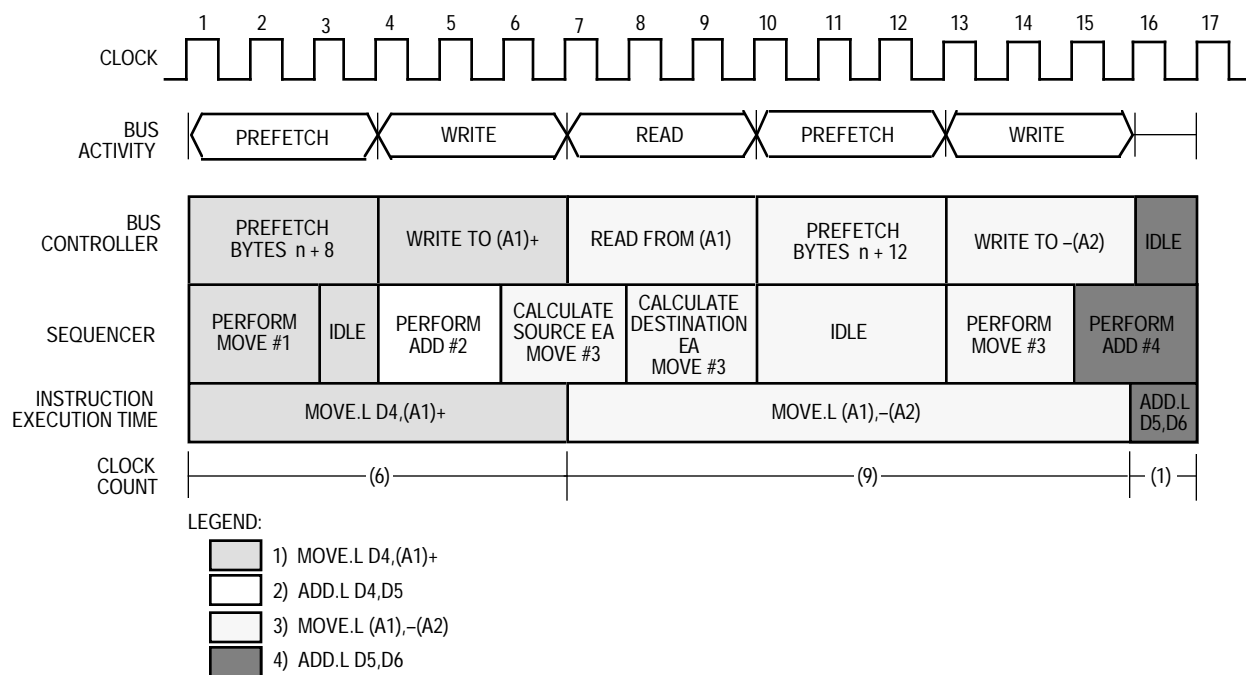 1 2 3 4 5 6 7 8 9 10 11 12 13 14 15 16 17
CLOCK
BUS
ACTIVITY
PREFETCH WRITE READ PREFETCH WRITE
BUS
CONTROLLER
PREFETCH
BYTES n + 8
WRITE TO (A1)+
READ FROM (A1)
PREFETCH
BYTES n + 12
WRITE TO –(A2)
IDLE
SEQUENCER
PERFORM
MOVE #1
IDLE
PERFORM
ADD #2
CALCULATE
SOURCE EA
MOVE #3
CALCULATE
DESTINATION
EA
MOVE #3
IDLE
PERFORM
MOVE #3
PERFORM
ADD #4
INSTRUCTION
EXECUTION TIME
MOVE.L D4,(A1)+
MOVE.L (A1),–(A2)
ADD.L
D5,D6
CLOCK
COUNT
(6) (9) (1)
LEGEND:
1) MOVE.L D4,(A1)+
2) ADD.L D4,D5
3) MOVE.L (A1),–(A2)
4) ADD.L D5,D6